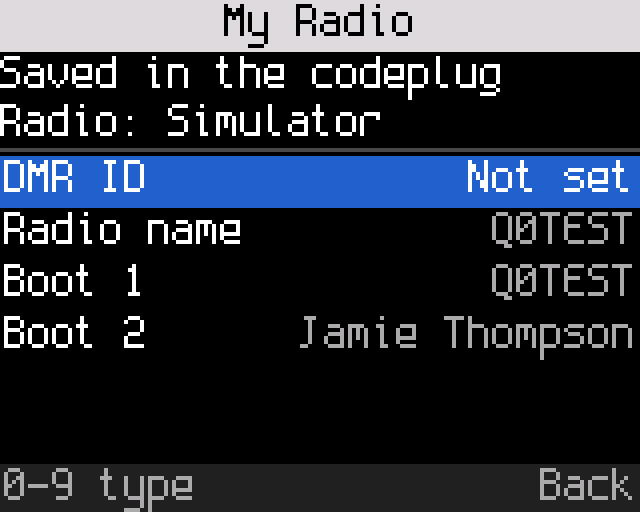 My Radio
Saved in the codeplug
Radio: Simulator
DMR ID Not set
Radio name Q0TEST
Boot 1 Q0TEST
Boot 2 Jamie Thompson
0-9 type Back